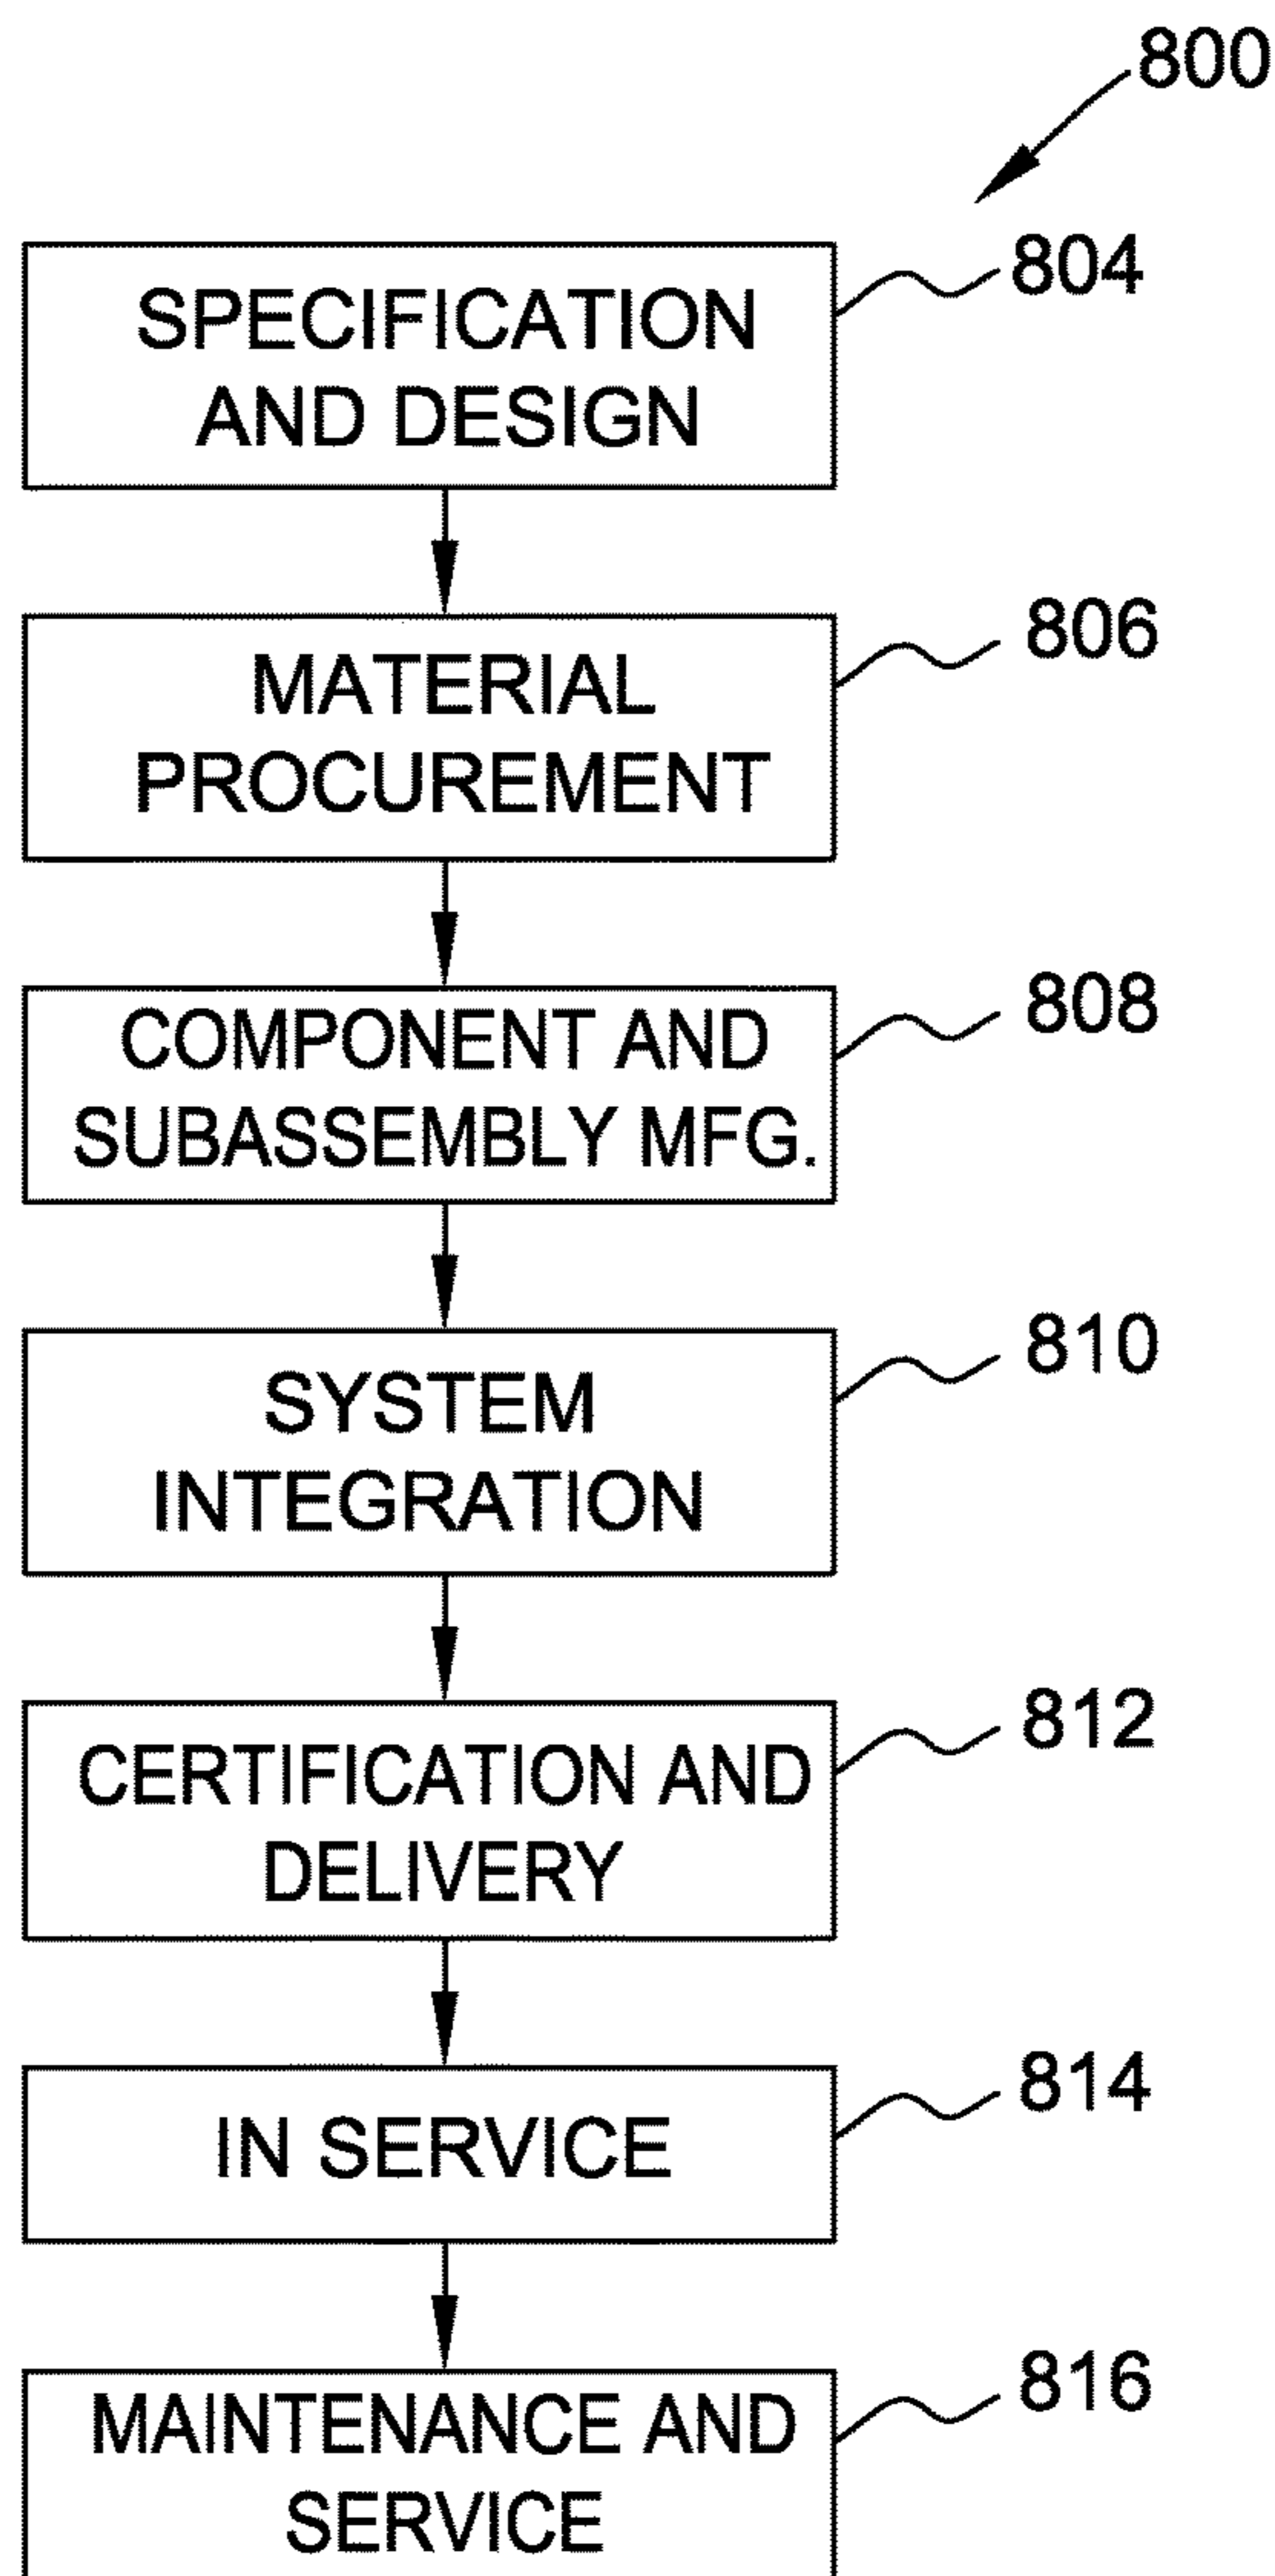 800
SPECIFICATION
AND DESIGN
804
MATERIAL
PROCUREMENT
806
COMPONENT AND
SUBASSEMBLY MFG.
808
SYSTEM
INTEGRATION
810
CERTIFICATION AND
DELIVERY
812
IN SERVICE
814
MAINTENANCE AND
SERVICE
816